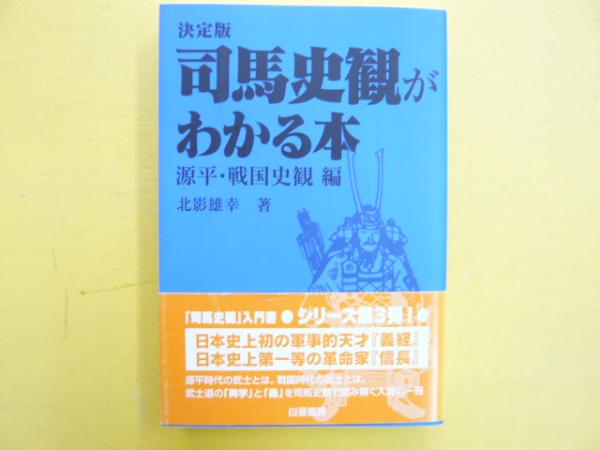 決定版
司馬史観が
わかる本
源平・戦国史観 編
北影雄幸 著
「司馬史観」入門書 ● シリーズ第3弾!
日本史上初の軍事的天才『義経』
日本史上第一等の革命家『信長』
源平時代の武士とは。戦国時代の武士とは。
武士道の「美学」と「義」を司馬史観で読み解く入魂の一冊
白亜書房